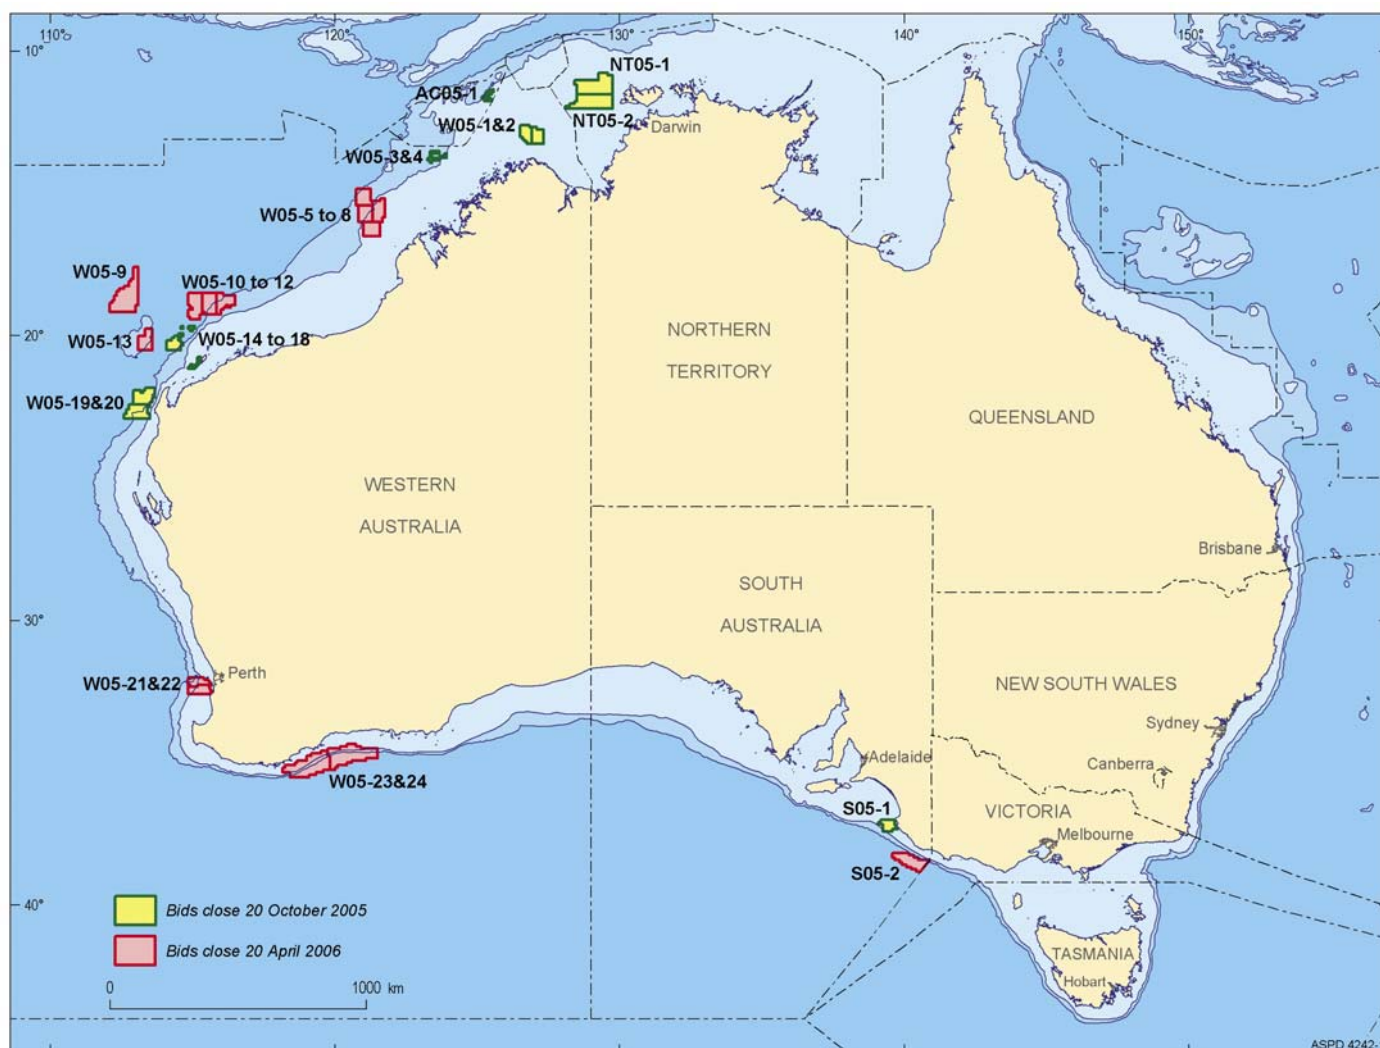 110°
120°
130°
140°
150°
10°
NT05-1
AC05-1
NT05-2
W05-1&2
Darwin
W05-3&4
W05-5 to 8
W05-9
W05-10 to 12
20°
W05-13
W05-14 to 18
NORTHERN
TERRITORY
W05-19&20
QUEENSLAND
WESTERN
AUSTRALIA
Brisbane
SOUTH
AUSTRALIA
30°
Perth
W05-21&22
NEW SOUTH WALES
Sydney
Adelaide
Canberra
W05-23&24
S05-1
VICTORIA
Melbourne
S05-2
40°
Bids close 20 October 2005
Bids close 20 April 2006
TASMANIA
Hobart
0
1000 km
ASPD 4242-